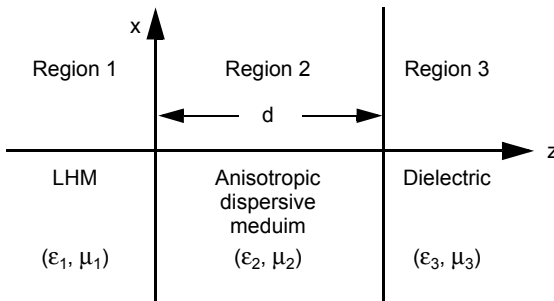 x
Region 1
Region 2
Region 3
d
z
LHM
Anisotropic
dispersive
meduim
Dielectric
(ε₁, μ₁)
(ε₂, μ₂)
(ε₃, μ₃)